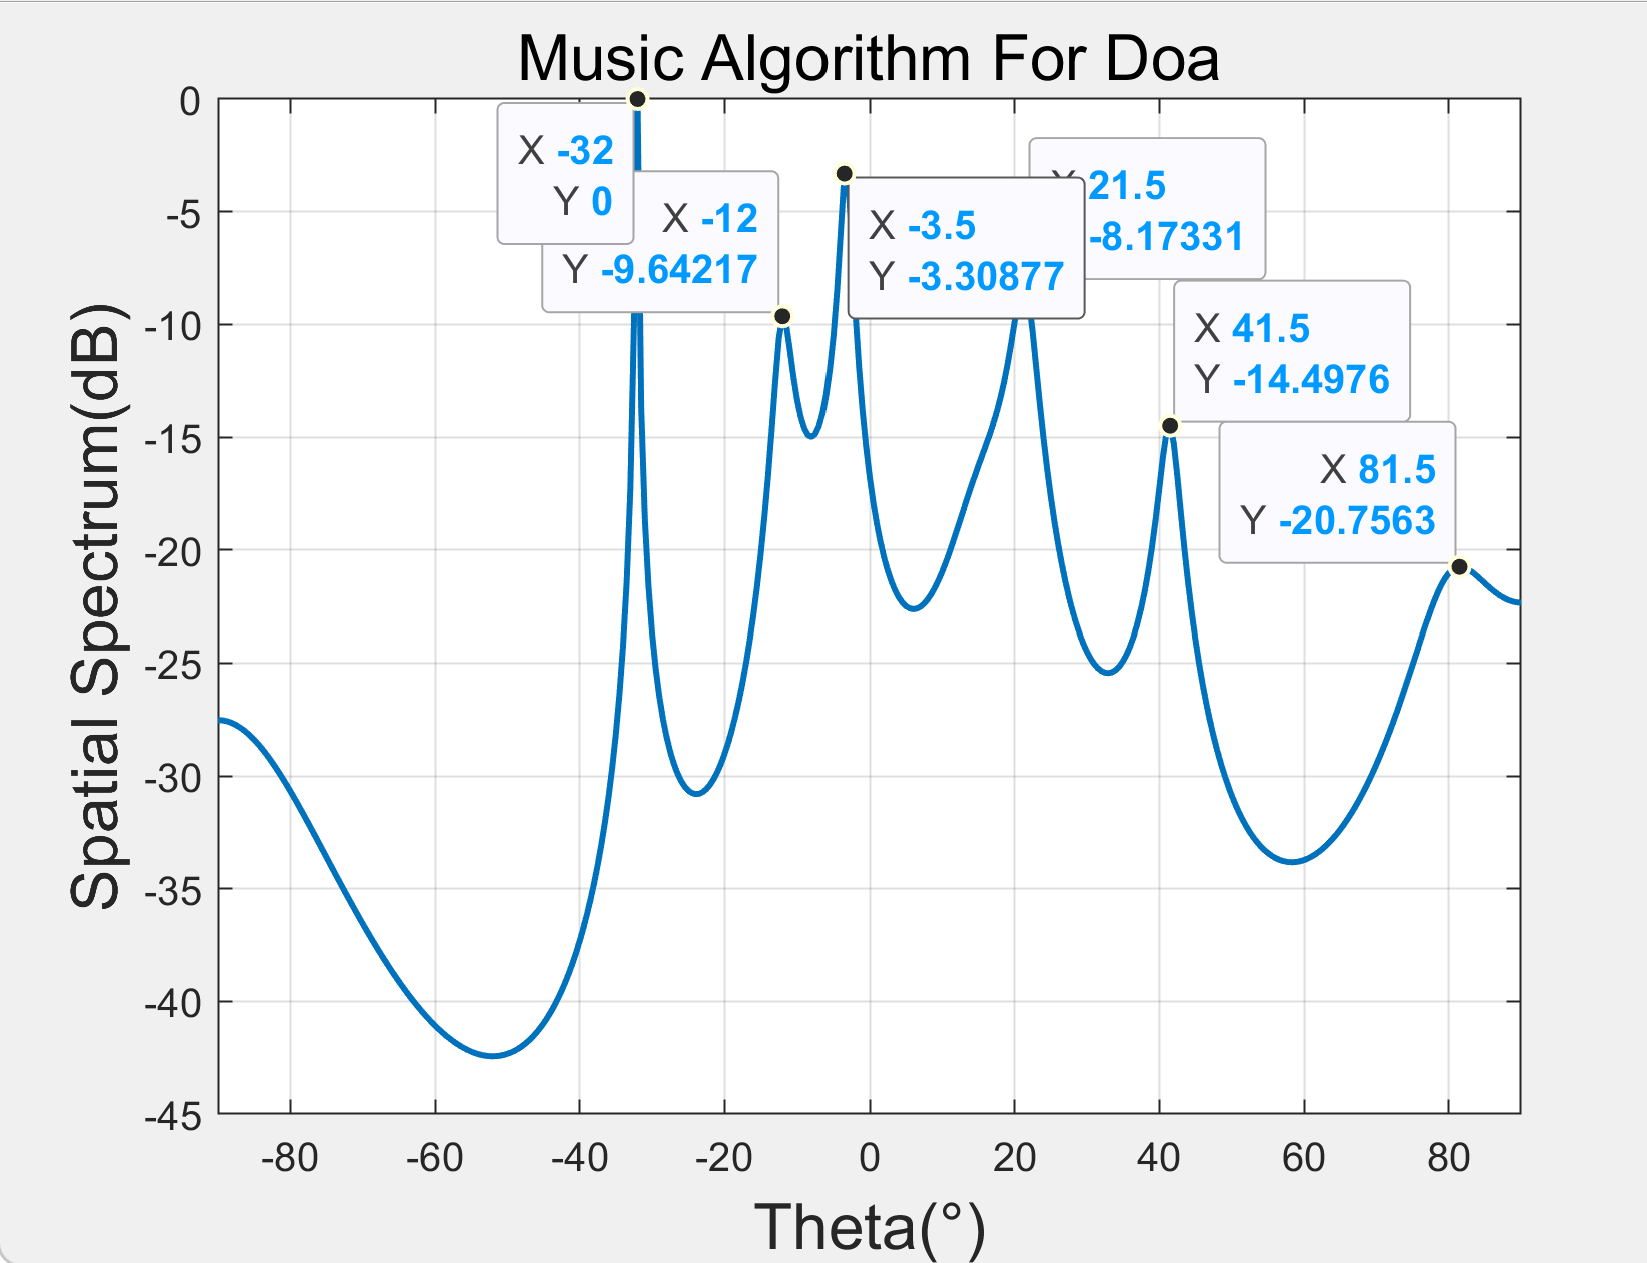 Music Algorithm For Doa
Spatial Spectrum(dB)
0
-5
-10
-15
-20
-25
-30
-35
-40
-45
X -32
Y 0
X -12
Y -9.64217
X -3.5
Y -3.30877
21.5
-8.17331
X 41.5
Y -14.4976
X 81.5
Y -20.7563
-80 -60 -40 -20 0 20 40 60 80
Theta(°)